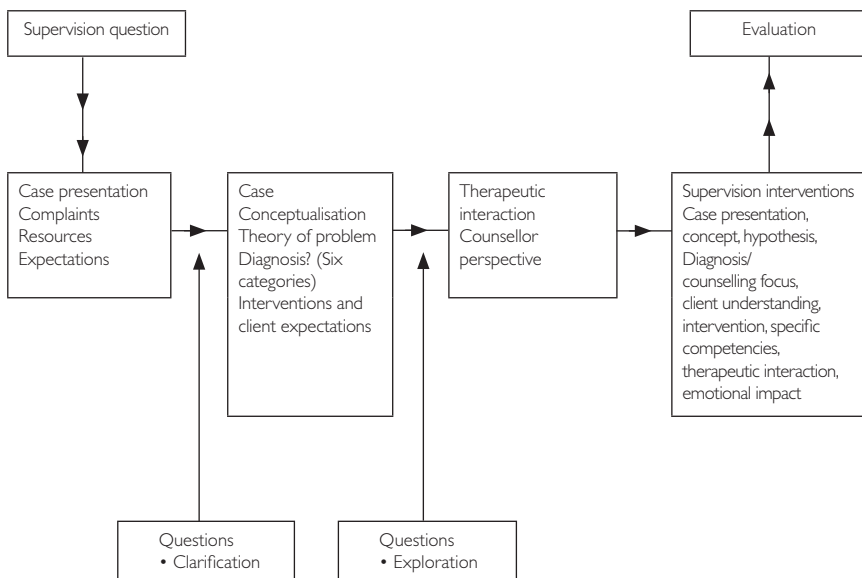 Supervision question
Evaluation
Case presentation
Complaints
Resources
Expectations
Case
Conceptualisation
Theory of problem
Diagnosis? (Six
categories)
Interventions and
client expectations
Therapeutic
interaction
Counsellor
perspective
Supervision interventions
Case presentation,
concept, hypothesis,
Diagnosis/
counselling focus,
client understanding,
intervention, specific
competencies,
therapeutic interaction,
emotional impact
Questions
• Clarification
Questions
• Exploration